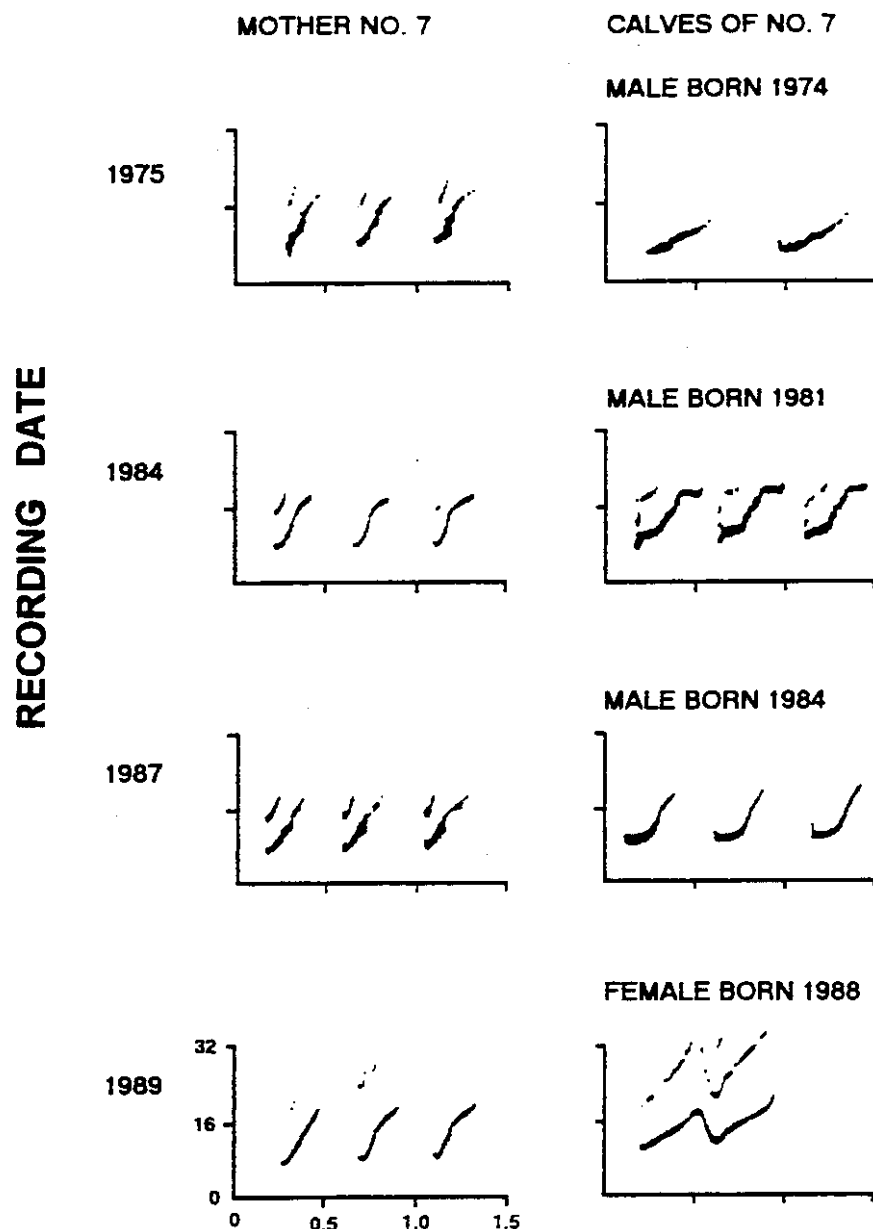 MOTHER NO. 7
CALVES OF NO. 7
MALE BORN 1974
1975
MALE BORN 1981
1984
RECORDING DATE
MALE BORN 1984
1987
FEMALE BORN 1988
1989
32
16
0
0
0.5
1.0
1.5